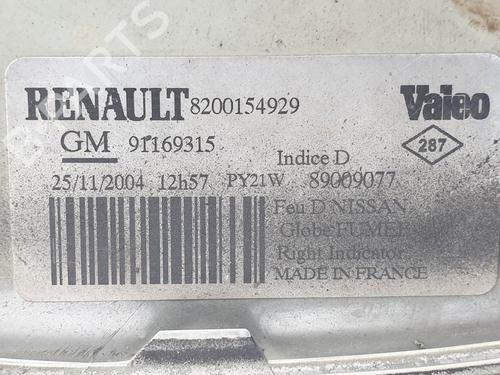 B-PARTS
RENAULT 8200154929 Valeo
GM 91169315 Indice D 287
25/11/2004 12h57 PY21W 89009077
Feu D NISSAN
Globe FUMEE
Right Indicator
MADE IN FRANCE